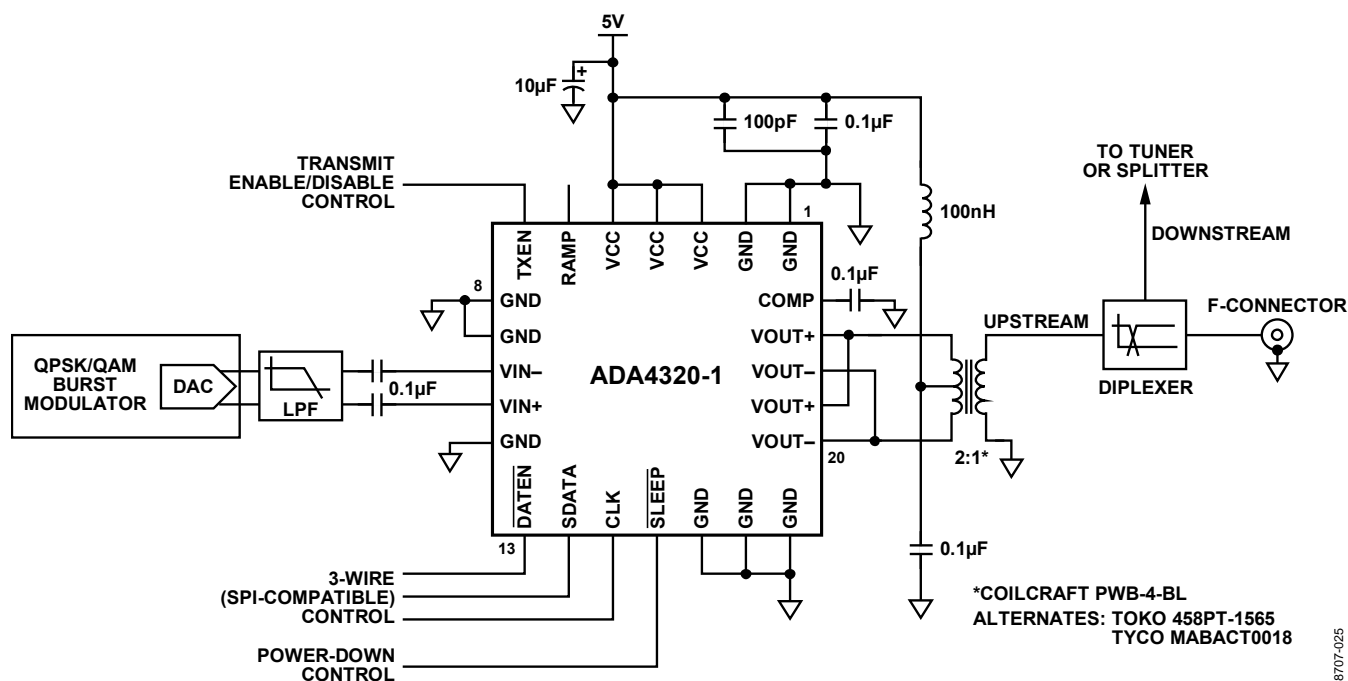 5V
10µF
+
100pF
0.1µF
TRANSMIT
ENABLE/DISABLE
CONTROL
TO TUNER
OR SPLITTER
100nH
DOWNSTREAM
1
TXEN
RAMP
VCC
VCC
VCC
GND
GND
8
GND
GND
VIN–
VIN+
GND
ADA4320-1
COMP
VOUT+
VOUT–
VOUT+
VOUT–
20
0.1µF
UPSTREAM
F-CONNECTOR
DIPLEXER
2:1*
QPSK/QAM
BURST
MODULATOR
DAC
LPF
0.1µF
DATEN
SDATA
CLK
SLEEP
GND
GND
GND
13
3-WIRE
(SPI-COMPATIBLE)
CONTROL
POWER-DOWN
CONTROL
0.1µF
*COILCRAFT PWB-4-BL
ALTERNATES: TOKO 458PT-1565
TYCO MABACT0018
8707-025